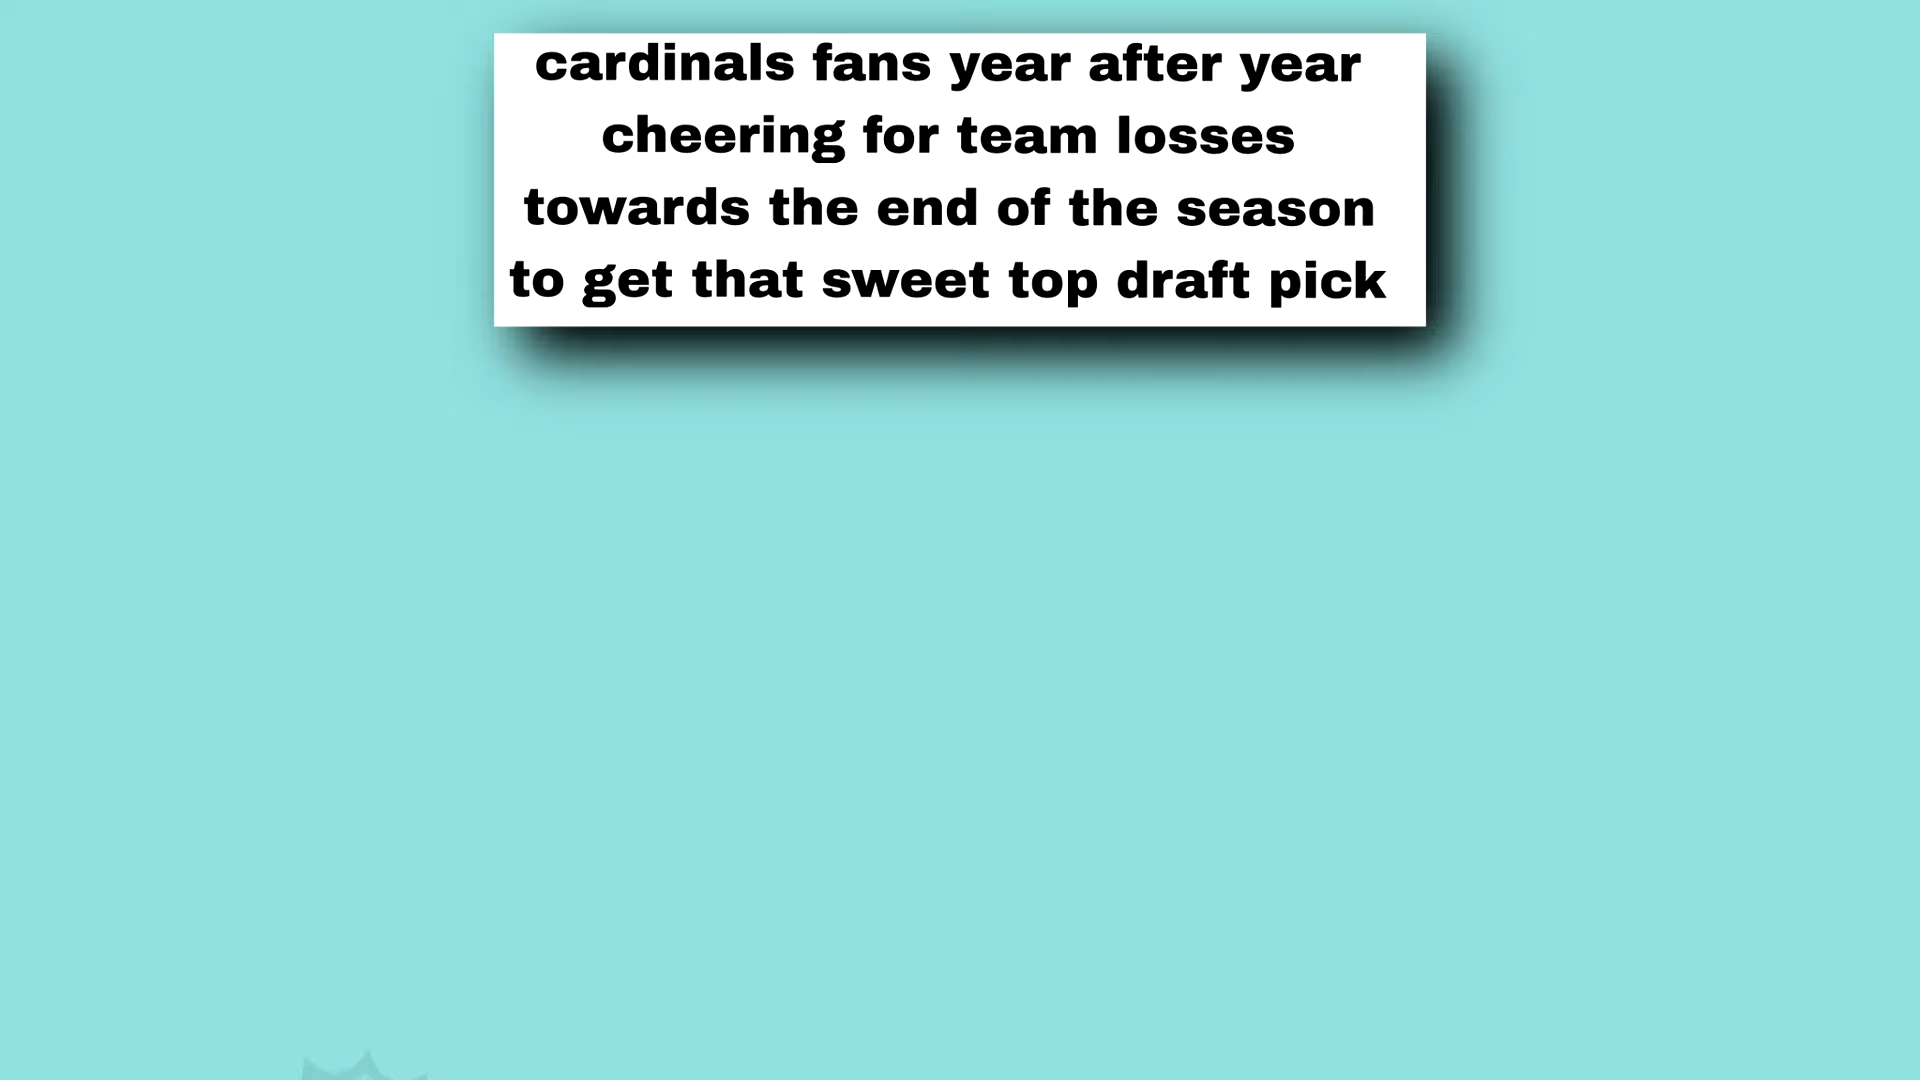 cardinals fans year after year
cheering for team losses
towards the end of the season
to get that sweet top draft pick